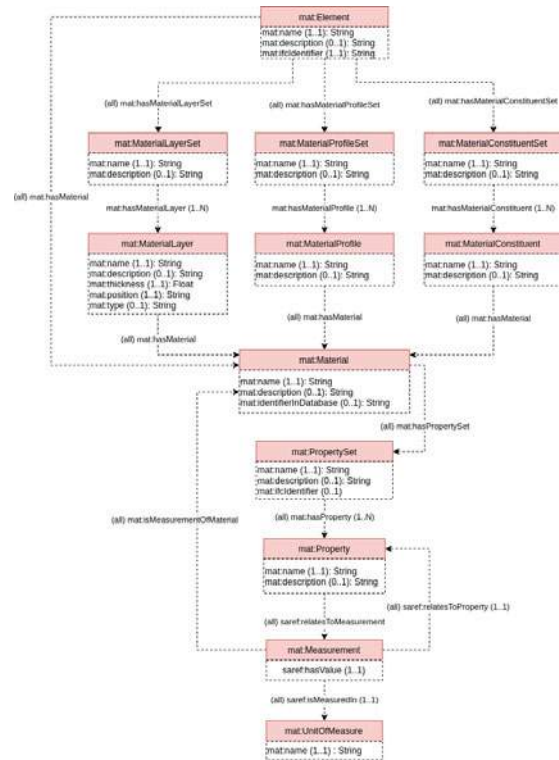 mat:Element
mat:name (1..1): String
mat:description (0..1): String
mat:ifcIdentifier (1..1): String
(all) mat:hasMaterialLayerSet
(all) mat:hasMaterialProfileSet
(all) mat:hasMaterialConstituentSet
mat:MaterialLayerSet
mat:name (1..1): String
mat:description (0..1): String
mat:MaterialProfileSet
mat:name (1..1): String
mat:description (0..1): String
mat:MaterialConstituentSet
mat:name (1..1): String
mat:description (0..1): String
(all) mat:hasMaterial
mat:hasMaterialLayer (1..N)
mat:hasMaterialProfile (1..N)
mat:hasMaterialConstituent (1..N)
mat:MaterialLayer
mat:name (1..1): String
mat:description (0..1): String
mat:thickness (1..1): Float
mat:position (1..1): String
mat:type (0..1): String
mat:MaterialProfile
mat:name (1..1): String
mat:description (0..1): String
mat:MaterialConstituent
mat:name (1..1): String
mat:description (0..1): String
(all) mat:hasMaterial
(all) mat:hasMaterial
(all) mat:hasMaterial
mat:Material
mat:name (1..1): String
mat:description (0..1): String
mat:identifierInDatabase (0..1): String
(all) mat:hasPropertySet
mat:PropertySet
mat:name (1..1): String
mat:description (0..1): String
mat:ifcIdentifier (0..1)
(all) mat:isMeasurementOfMaterial
(all) mat:hasProperty (1..N)
mat:Property
mat:name (1..1): String
mat:description (0..1): String
(all) saref:relatesToProperty (1..1)
(all) saref:relatesToMeasurement
mat:Measurement
saref:hasValue (1..1)
(all) saref:isMeasuredIn (1..1)
mat:UnitOfMeasure
mat:name (1..1) : String